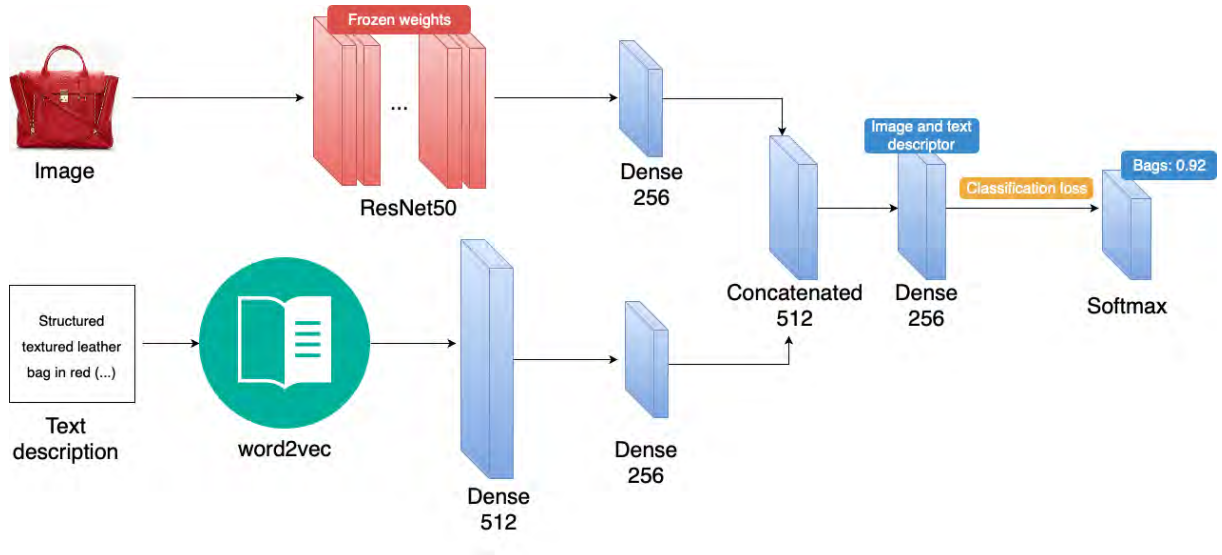 Frozen weights
...
Image
ResNet50
Dense
256
Image and text
descriptor
Bags: 0.92
Classification loss
Concatenated
512
Dense
256
Softmax
Structured
textured leather
bag in red (...)
Text
description
word2vec
Dense
512
Dense
256